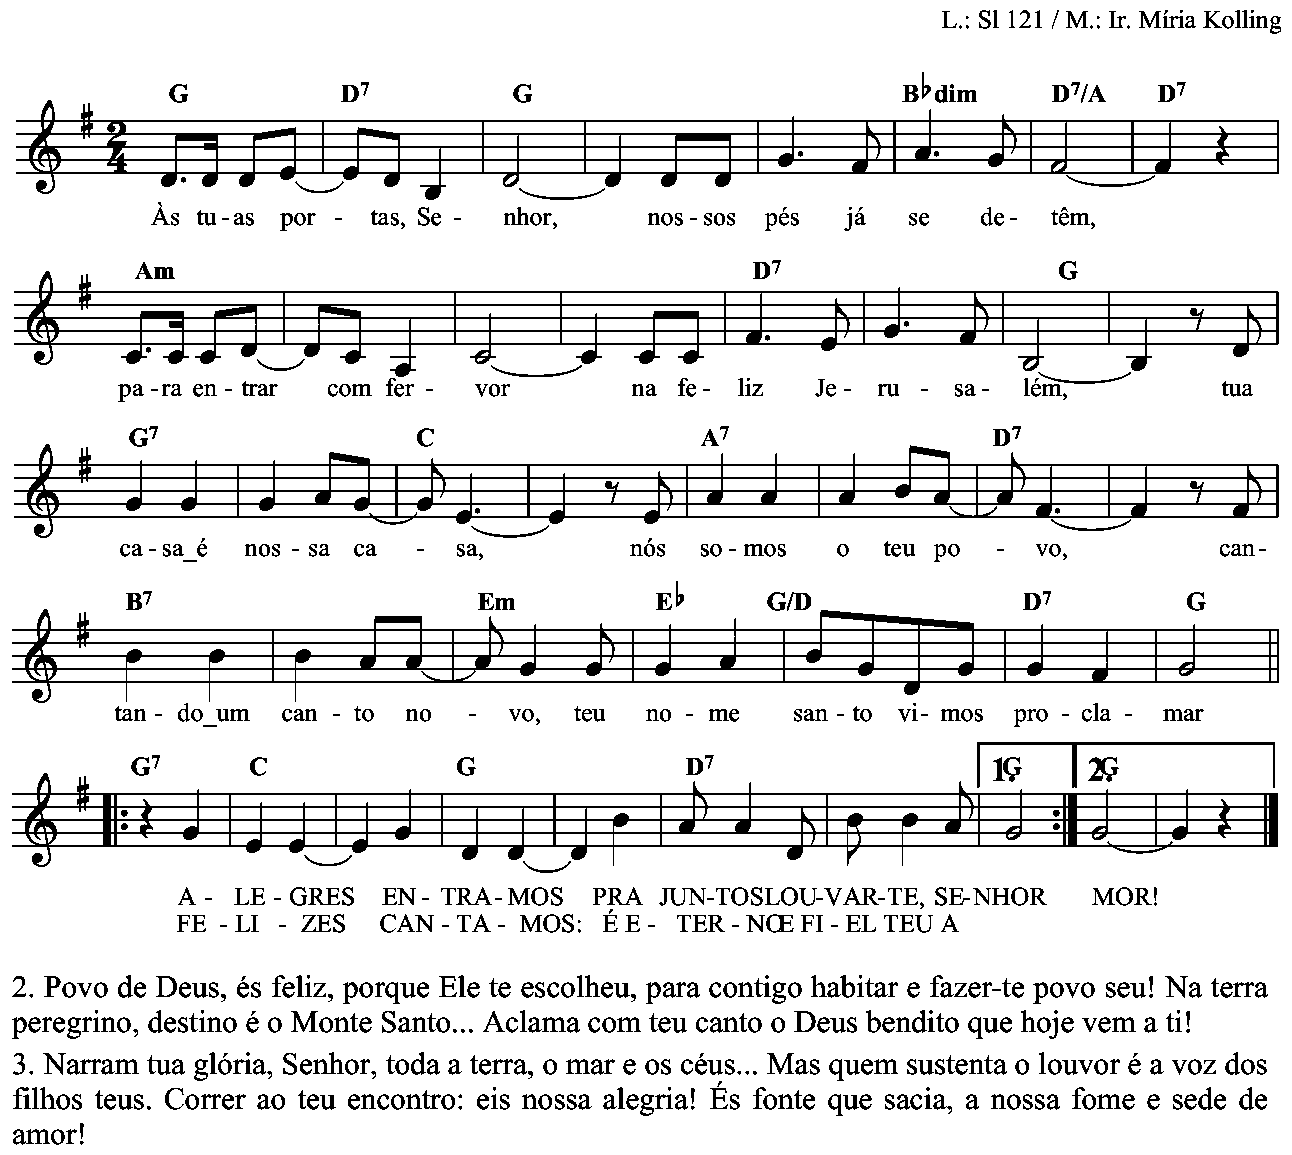 L.: Sl 121 / M.: Ir. Míria Kolling
G D7 G B♭dim D7/A D7
2/4
Às tu-as por - tas, Se - nhor, nos-sos pés já se de-têm,
Am D7 G
pa-ra en-trar com fer-vor na fe-liz Je-ru-sa-lém, tua
G7 C A7 D7
ca-sa_é nos-sa ca - sa, nós so-mos o teu po - vo, can-
B7 Em E♭ G/D D7 G
tan-do_um can-to no - vo, teu no-me san-to vi-mos pro-cla-mar
G7 C G D7 1. G 2. G
A- LE-GRES EN-TRA-MOS PRA JUN-TOSLOU-VAR-TE, SE-NHOR MOR!
FE - LI - ZES CAN-TA- MOS: É E- TER-NŒ FI-EL TEU A
2. Povo de Deus, és feliz, porque Ele te escolheu, para contigo habitar e fazer-te povo seu! Na terra
peregrino, destino é o Monte Santo... Aclama com teu canto o Deus bendito que hoje vem a ti!
3. Narram tua glória, Senhor, toda a terra, o mar e os céus... Mas quem sustenta o louvor é a voz dos
filhos teus. Correr ao teu encontro: eis nossa alegria! És fonte que sacia, a nossa fome e sede de
amor!